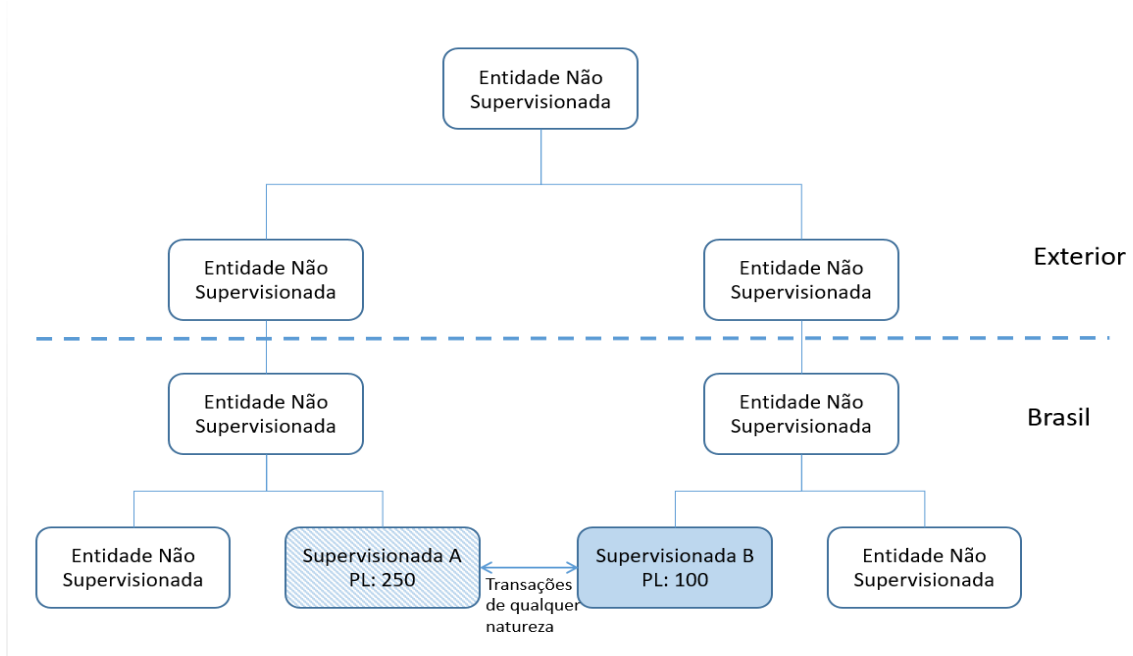 Entidade Não
Supervisionada
Entidade Não
Supervisionada
Entidade Não
Supervisionada
Exterior
Entidade Não
Supervisionada
Entidade Não
Supervisionada
Brasil
Entidade Não
Supervisionada
Supervisionada A
PL: 250
Transações
de qualquer
natureza
Supervisionada B
PL: 100
Entidade Não
Supervisionada